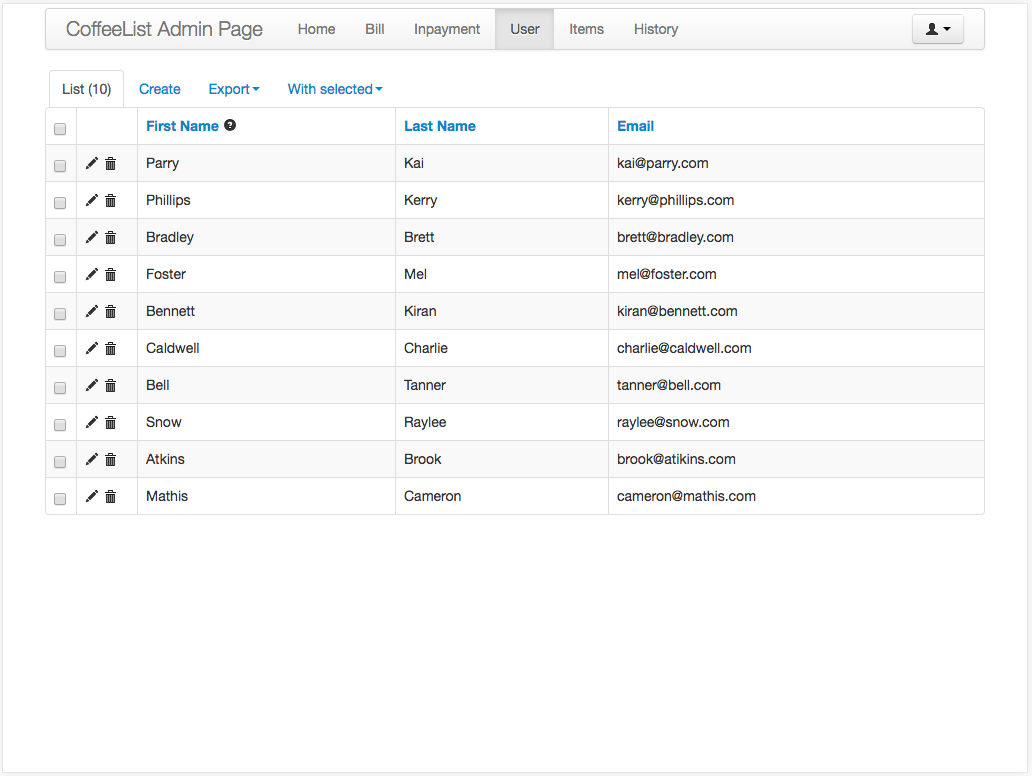 CoffeeList Admin Page Home Bill Inpayment User Items History
List (10) Create Export With selected
First Name Last Name Email
Parry Kai kai@parry.com
Phillips Kerry kerry@phillips.com
Bradley Brett brett@bradley.com
Foster Mel mel@foster.com
Bennett Kiran kiran@bennett.com
Caldwell Charlie charlie@caldwell.com
Bell Tanner tanner@bell.com
Snow Raylee raylee@snow.com
Atkins Brook brook@atikins.com
Mathis Cameron cameron@mathis.com